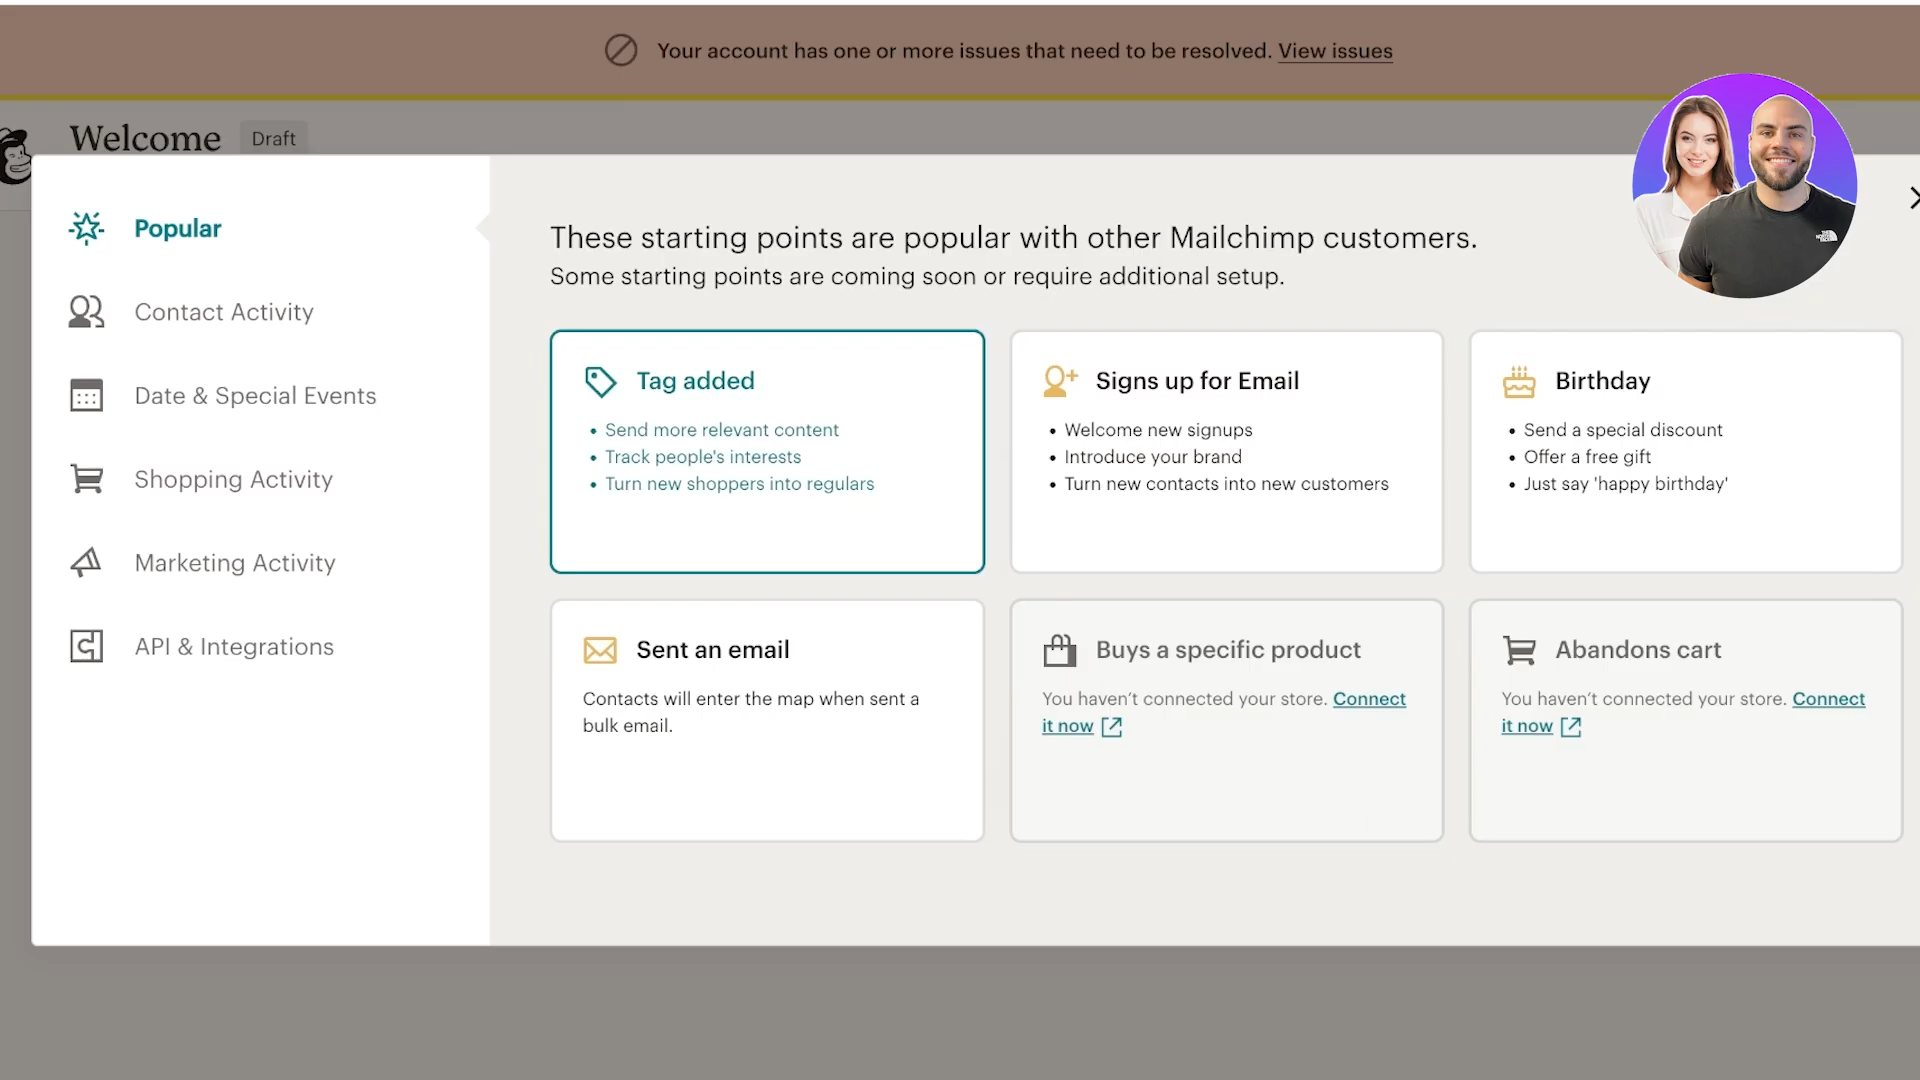 Your account has one or more issues that need to be resolved. View issues
Welcome Draft
Popular
Contact Activity
Date & Special Events
Shopping Activity
Marketing Activity
API & Integrations
These starting points are popular with other Mailchimp customers.
Some starting points are coming soon or require additional setup.
Tag added
• Send more relevant content
• Track people's interests
• Turn new shoppers into regulars
Signs up for Email
• Welcome new signups
• Introduce your brand
• Turn new contacts into new customers
Birthday
• Send a special discount
• Offer a free gift
• Just say 'happy birthday'
Sent an email
Contacts will enter the map when sent a
bulk email.
Buys a specific product
You haven’t connected your store. Connect
it now
Abandons cart
You haven’t connected your store. Connect
it now
THE
NORTH
FACE